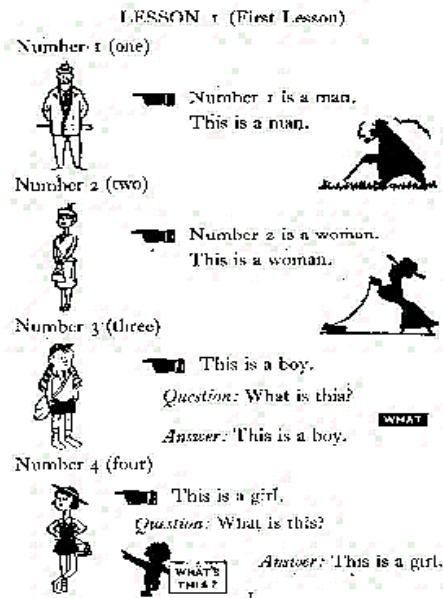 LESSON 1 (First Lesson)
Number 1 (one)
Number 1 is a man.
This is a man.
Number 2 (two)
Number 2 is a woman.
This is a woman.
Number 3 (three)
This is a boy.
Question: What is this?
WHAT
Answer: This is a boy.
Number 4 (four)
This is a girl.
Question: What is this?
WHAT'S
THIS?
Answer: This is a girl.